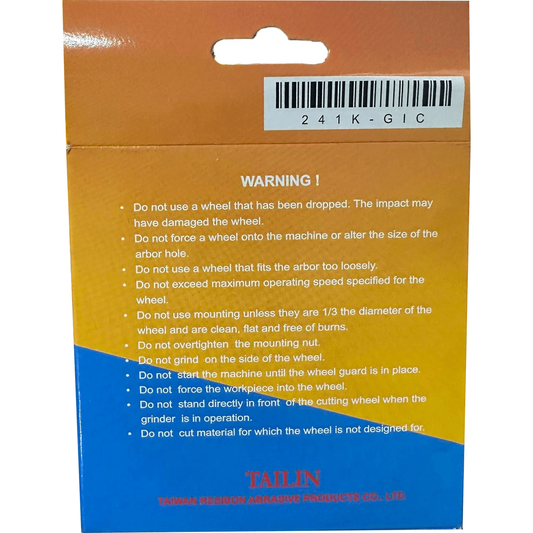 241K-GIC
WARNING !
• Do not use a wheel that has been dropped. The impact may
have damaged the wheel.
• Do not force a wheel onto the machine or alter the size of the
arbor hole.
• Do not use a wheel that fits the arbor too loosely.
• Do not exceed maximum operating speed specified for the
wheel.
• Do not use mounting unless they are 1/3 the diameter of the
wheel and are clean, flat and free of burns.
• Do not overtighten the mounting nut.
• Do not grind on the side of the wheel.
• Do not start the machine until the wheel guard is in place.
• Do not force the workpiece into the wheel.
• Do not stand directly in front of the cutting wheel when the
grinder is in operation.
• Do not cut material for which the wheel is not designed for.
TAILIN
TAIWAN RESIBON ABRASIVE PRODUCTS CO., LTD.